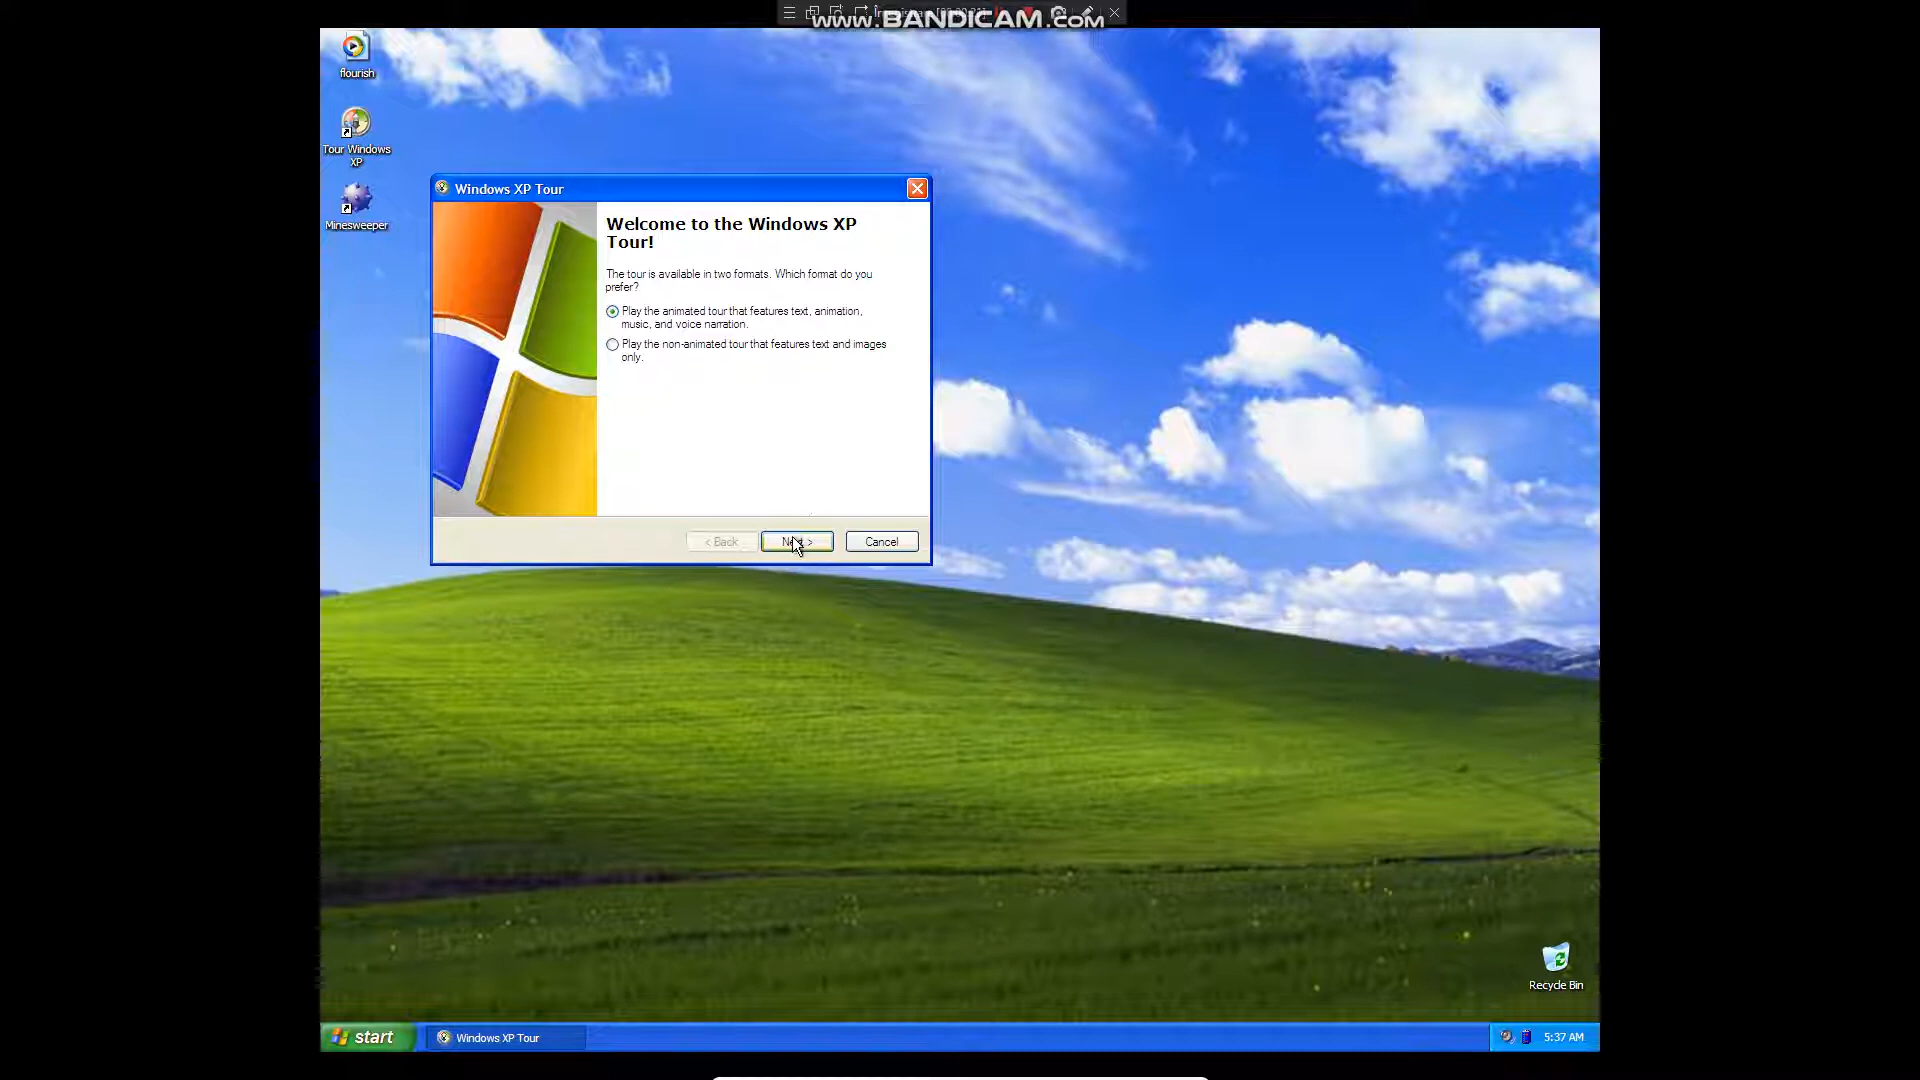 www.BANDICAM.com
flourish
Tour Windows
XP
Minesweeper
Windows XP Tour
Welcome to the Windows XP
Tour!
The tour is available in two formats. Which format do you
prefer?
Play the animated tour that features text, animation,
music, and voice narration.
Play the non-animated tour that features text and images
only.
< Back
Next >
Cancel
Recycle Bin
start
Windows XP Tour
5:37 AM